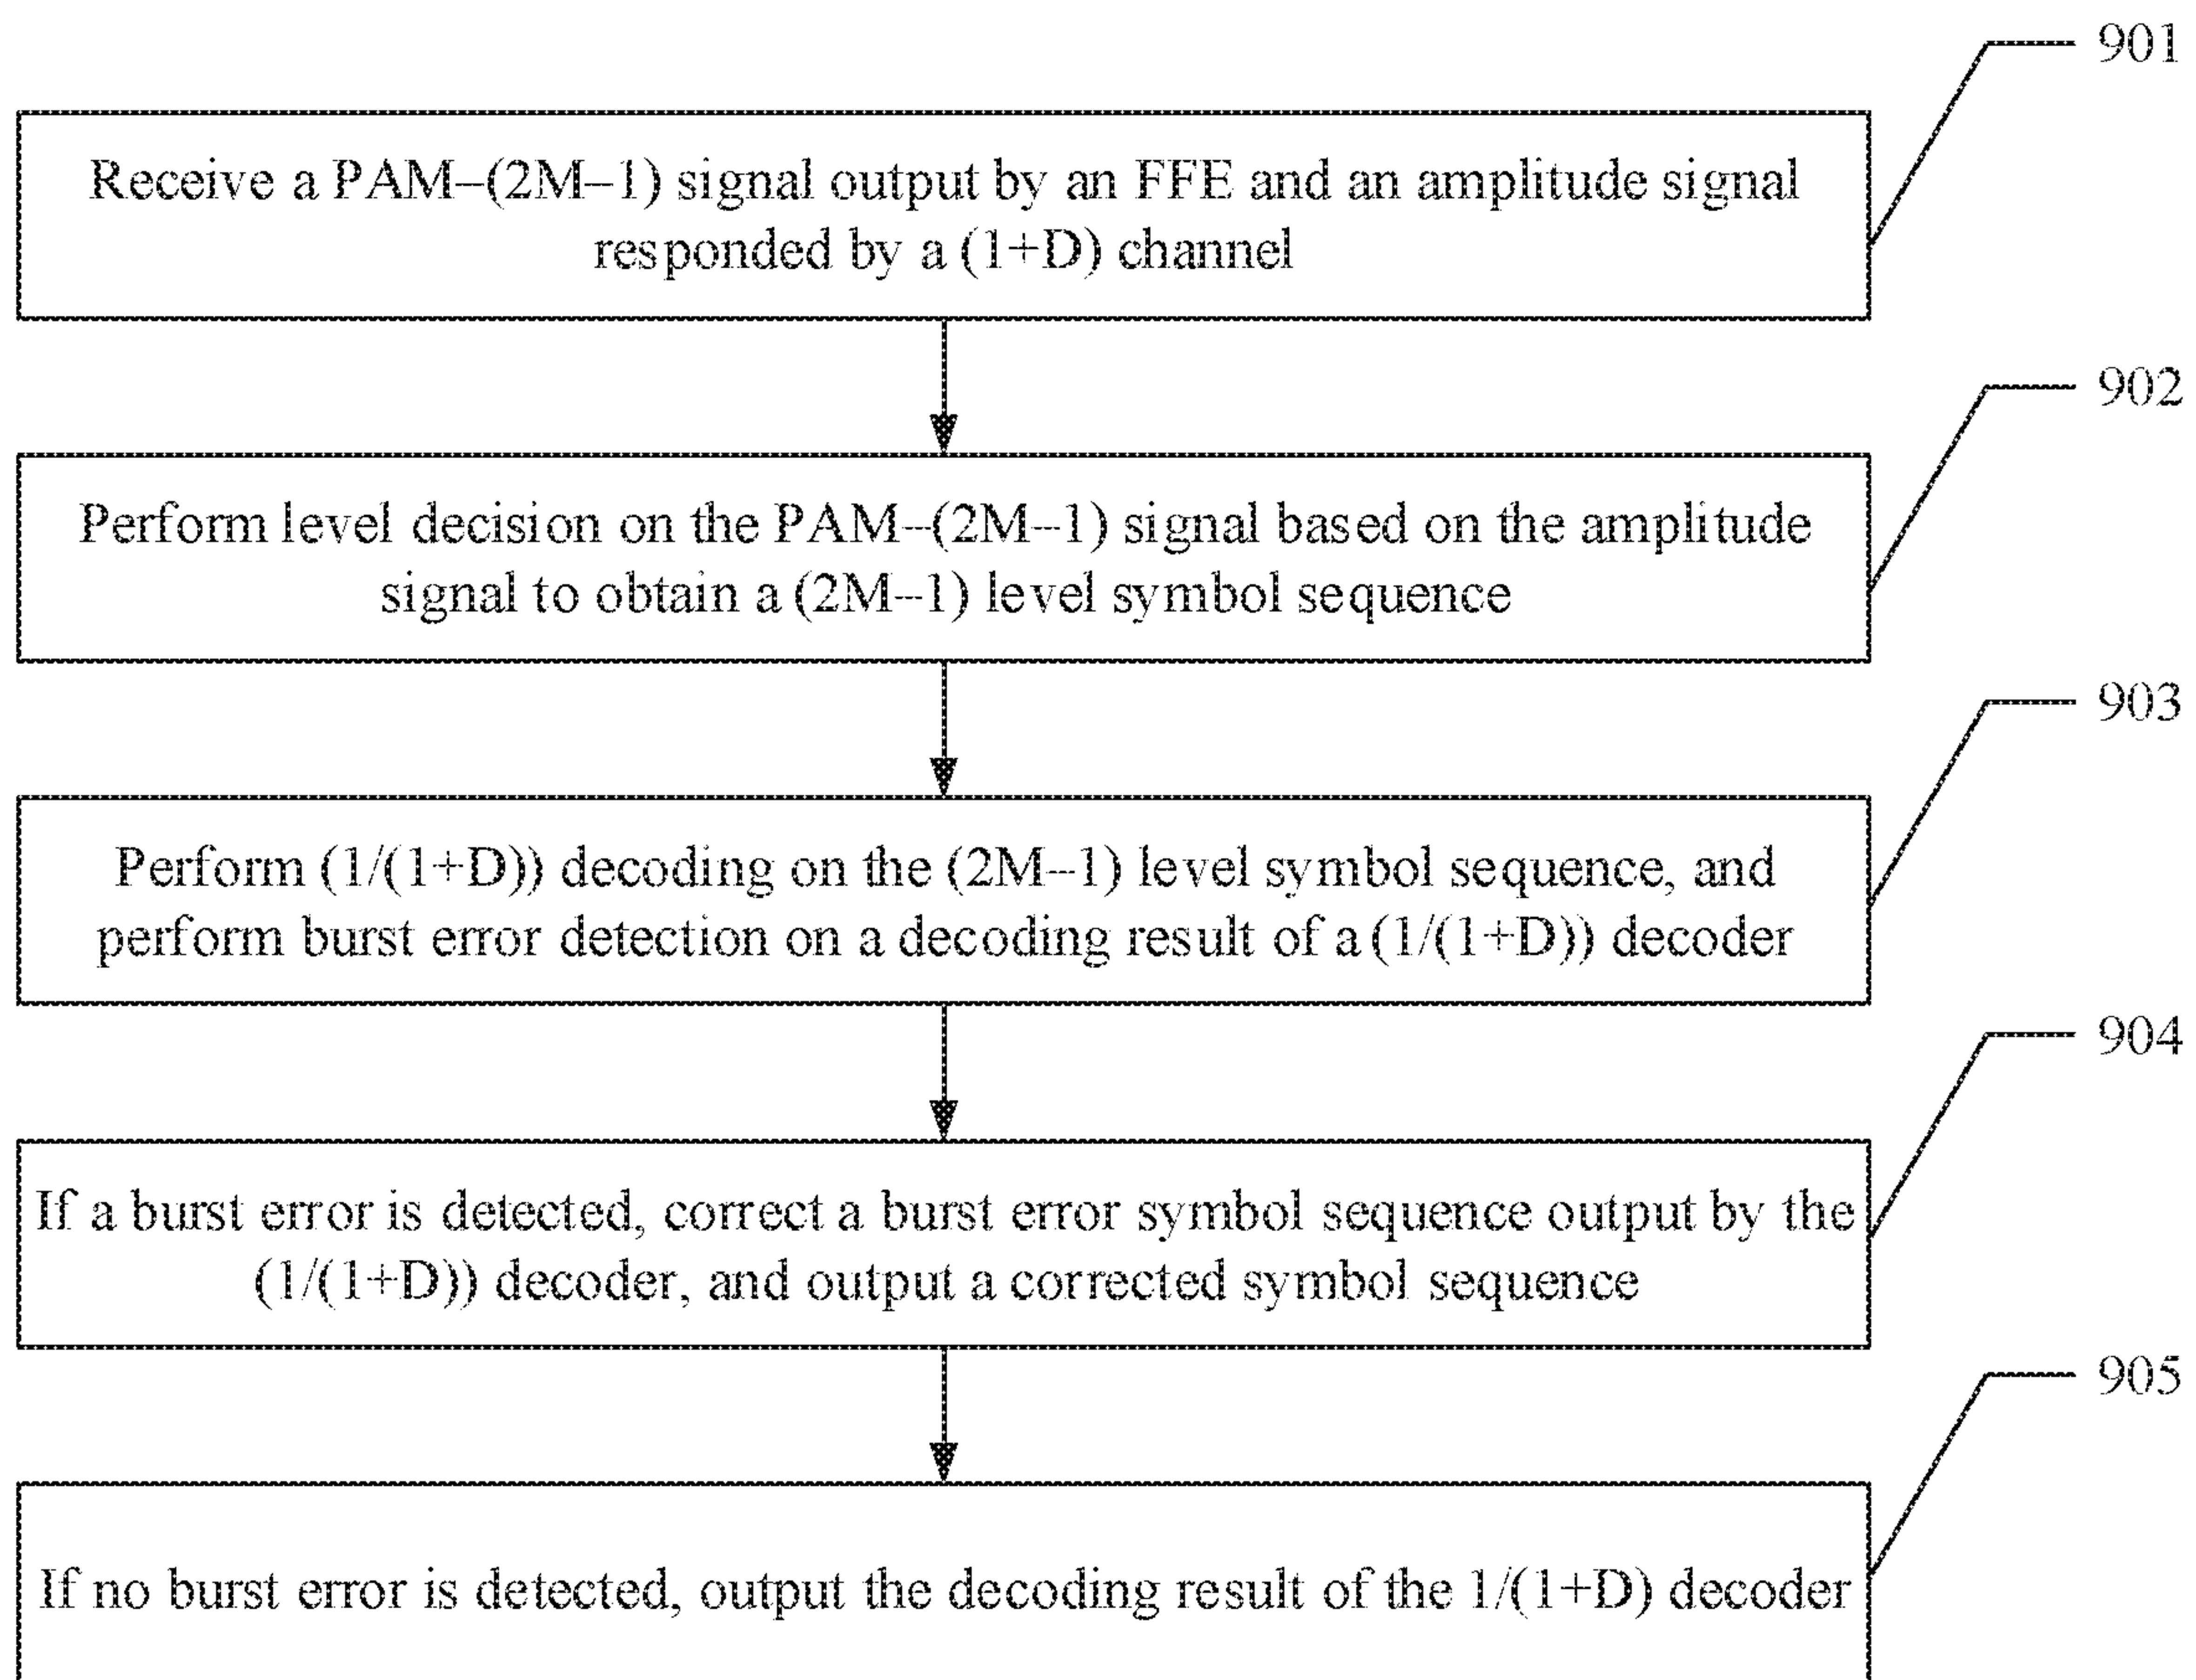 901
Receive a PAM–(2M–1) signal output by an FFE and an amplitude signal
responded by a (1+D) channel
902
Perform level decision on the PAM--(2M--1) signal based on the amplitude
signal to obtain a (2M--1) level symbol sequence
903
Perform (1/(1+D)) decoding on the (2M--1) level symbol sequence, and
perform burst error detection on a decoding result of a (1/(1+D)) decoder
904
If a burst error is detected, correct a burst error symbol sequence output by the
(1/(1+D)) decoder, and output a corrected symbol sequence
905
If no burst error is detected, output the decoding result of the 1/(1+D) decoder